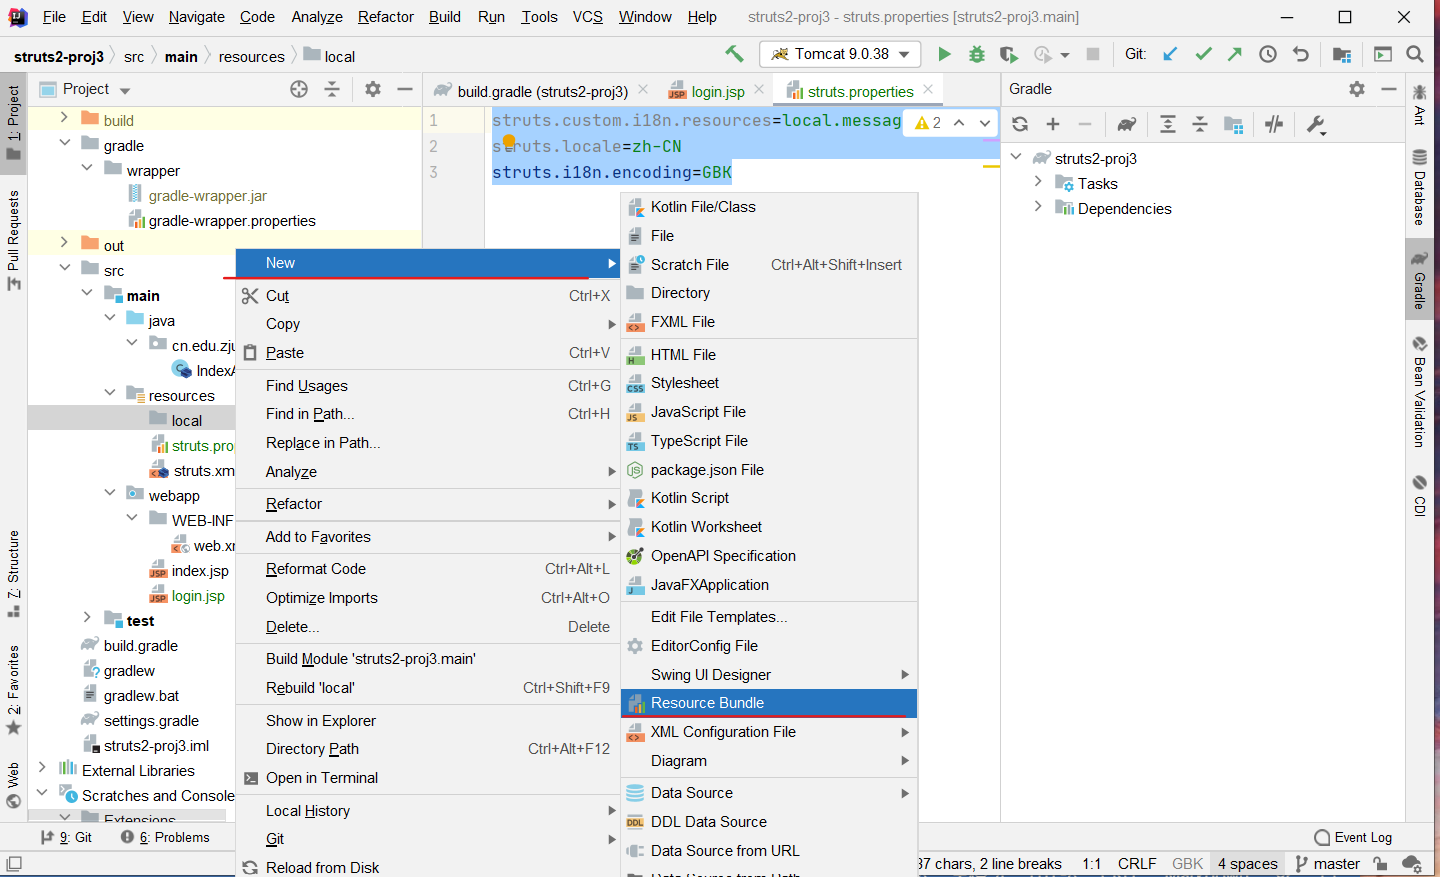 File Edit View Navigate Code Analyze Refactor Build Run Tools VCS Window Help struts2-proj3 - struts.properties [struts2-proj3.main]
struts2-proj3 src main resources local Tomcat 9.0.38 Git:
Project
build.gradle (struts2-proj3) login.jsp struts.properties
Gradle
1: Project
Pull Requests
7: Structure
2: Favorites
Web
build
gradle
wrapper
gradle-wrapper.jar
gradle-wrapper.properties
out
src
main
java
cn.edu.zju
IndexA
resources
local
struts.pro
struts.xm
webapp
WEB-INF
web.xm
index.jsp
login.jsp
test
build.gradle
gradlew
gradlew.bat
settings.gradle
struts2-proj3.iml
External Libraries
Scratches and Console
Extensions
1 struts.custom.i18n.resources=local.messag
2 struts.locale=zh-CN
3 struts.i18n.encoding=GBK
2
New
Cut Ctrl+X
Copy
Paste Ctrl+V
Find Usages Ctrl+G
Find in Path... Ctrl+H
Replace in Path...
Analyze
Refactor
Add to Favorites
Reformat Code Ctrl+Alt+L
Optimize Imports Ctrl+Alt+O
Delete... Delete
Build Module 'struts2-proj3.main'
Rebuild 'local' Ctrl+Shift+F9
Show in Explorer
Directory Path Ctrl+Alt+F12
Open in Terminal
Local History
Git
Reload from Disk
Kotlin File/Class
File
Scratch File Ctrl+Alt+Shift+Insert
Directory
FXML File
HTML File
Stylesheet
JavaScript File
TypeScript File
package.json File
Kotlin Script
Kotlin Worksheet
OpenAPI Specification
JavaFXApplication
Edit File Templates...
EditorConfig File
Swing UI Designer
Resource Bundle
XML Configuration File
Diagram
Data Source
DDL Data Source
Data Source from URL
Data Source from Path
struts2-proj3
Tasks
Dependencies
Ant
Database
Gradle
Bean Validation
CDI
9: Git 6: Problems Event Log
37 chars, 2 line breaks 1:1 CRLF GBK 4 spaces master